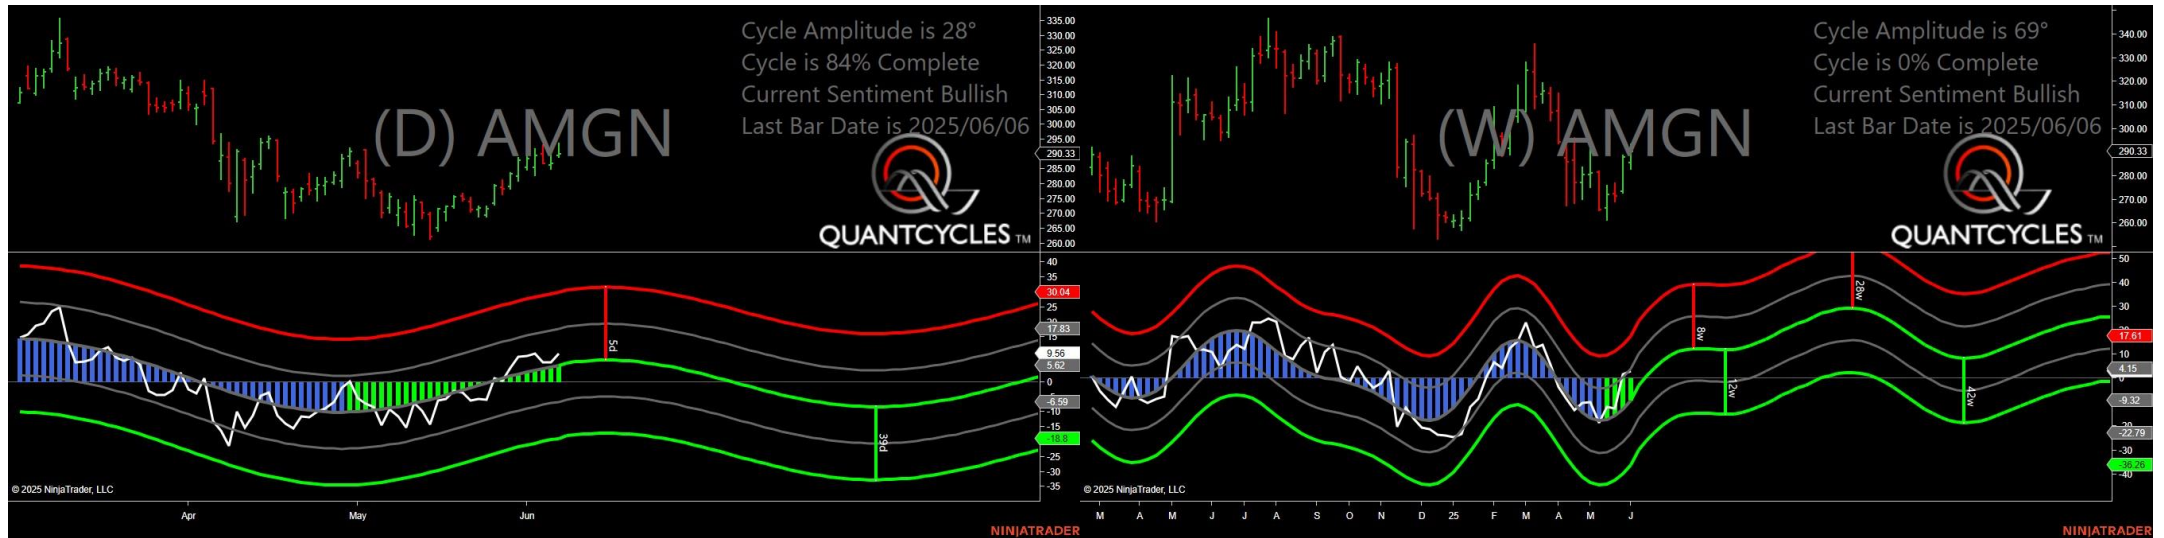 Cycle Amplitude is 28°
Cycle is 84% Complete
Current Sentiment Bullish
Last Bar Date is 2025/06/06
(D) AMGN
QUANTCYCLES TM
335.00
330.00
325.00
320.00
315.00
310.00
305.00
300.00
295.00
290.33
285.00
280.00
275.00
270.00
265.00
260.00
40
35
30.04
25
17.83
15
9.56
5.62
0
-6.59
-10
-15
-18.8
-25
-30
-35
5d
39d
© 2025 NinjaTrader, LLC
Apr May Jun
NINJATRADER
Cycle Amplitude is 69°
Cycle is 0% Complete
Current Sentiment Bullish
Last Bar Date is 2025/06/06
(W) AMGN
QUANTCYCLES TM
340.00
330.00
320.00
310.00
300.00
290.33
280.00
270.00
260.00
50
40
30
17.61
10
4.15
-9.32
-22.79
-30
-36.26
-40
8w
12w
28w
42w
© 2025 NinjaTrader, LLC
M A M J J A S O N D 25 F M A M J
NINJATRADER